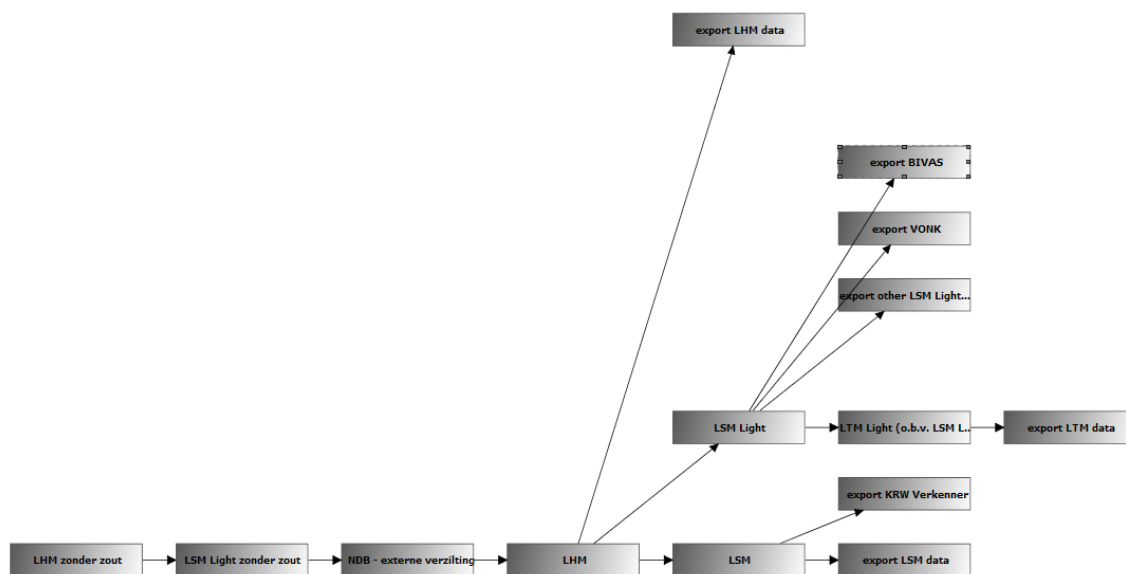 export LHM data
export BIVAS
export VONK
export other LSM Light...
LSM Light
LTM Light (o.b.v. LSM L...
export LTM data
export KRW Verkenner
LHM zonder zout
LSM Light zonder zout
NDB - externe verzilting
LHM
LSM
export LSM data